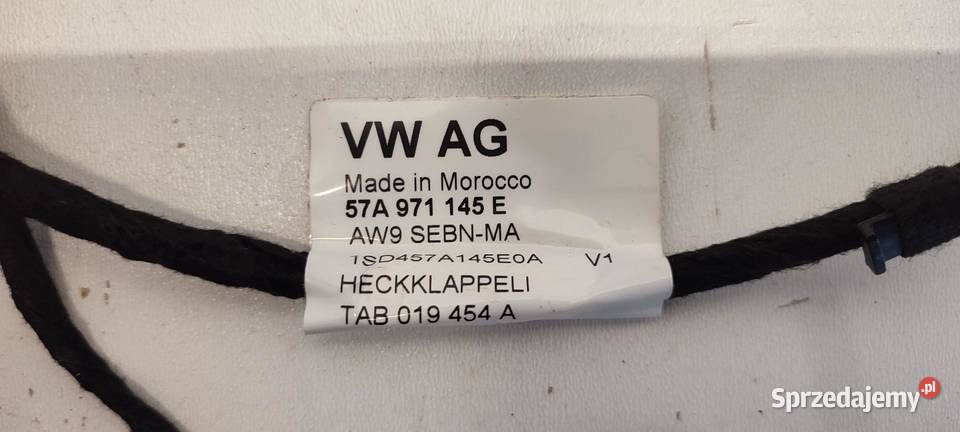 VW AG
Made in Morocco
57A 971 145 E
AW9 SEBN-MA
1SD457A145E0A V1
HECKKLAPPELI
TAB 019 454 A
Sprzedajemy.pl